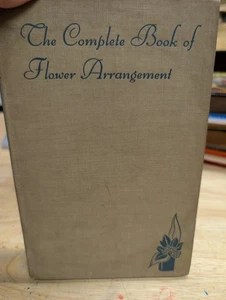 The Complete Book of
Flower Arrangement